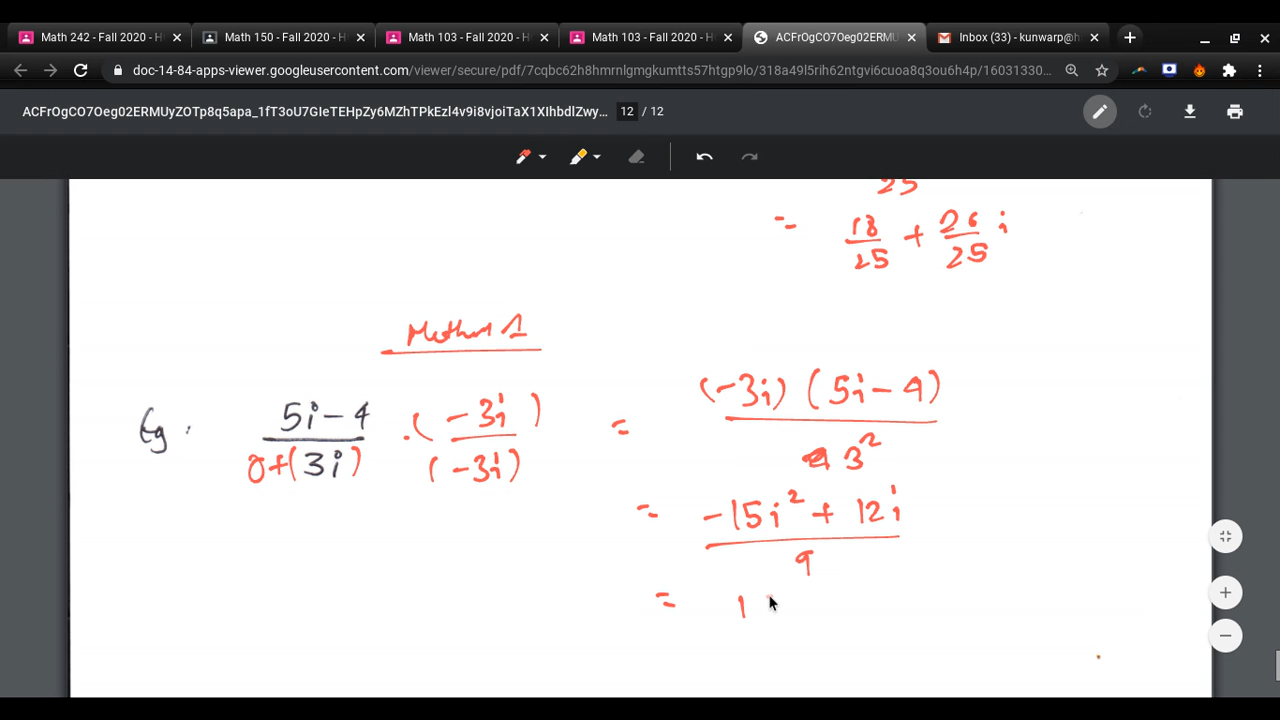 Math 242 - Fall 2020 - H
Math 150 - Fall 2020 - H
Math 103 - Fall 2020 - H
Math 103 - Fall 2020 - H
ACFrOgCO7Oeg02ERMU
Inbox (33) - kunwarp@h
doc-14-84-apps-viewer.googleusercontent.com/viewer/secure/pdf/7cqbc62h8hmrnlgmgkumtts57htgp9lo/318a49l5rih62ntgvi6cuoa8q3ou6h4p/16031330...
ACFrOgCO7Oeg02ERMUyZOTp8q5apa_1fT3oU7GIeTEHpZy6MZhTPkEzl4v9i8vjoiTaX1XIhbdlZwy... 12 / 12
25
= 18/25 + 26/25 i
Method 1
Eg : (5i-4)/(0+(3i)) . (-3i)/(-3i) = (-3i)(5i-4)/3²
= (-15i² + 12i)/9
= 1